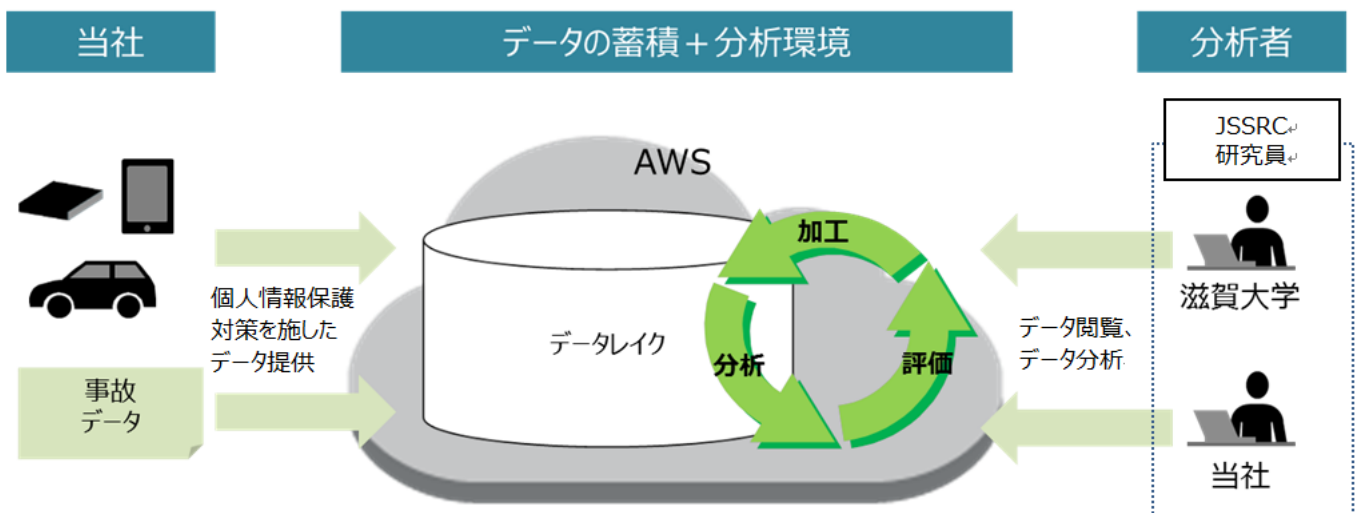 当社
データの蓄積＋分析環境
分析者
JSSRC
研究員
AWS
加工
個人情報保護
対策を施した
データ提供
データレイク
分析
評価
データ閲覧、
データ分析
滋賀大学
事故
データ
当社